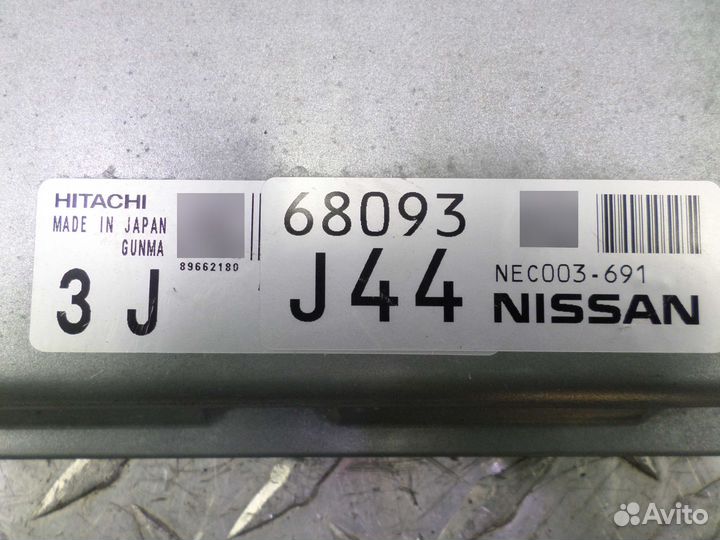 HITACHI
MADE IN JAPAN
GUNMA
89662180
3 J
68093
J44
NEC003-691
NISSAN
Avito